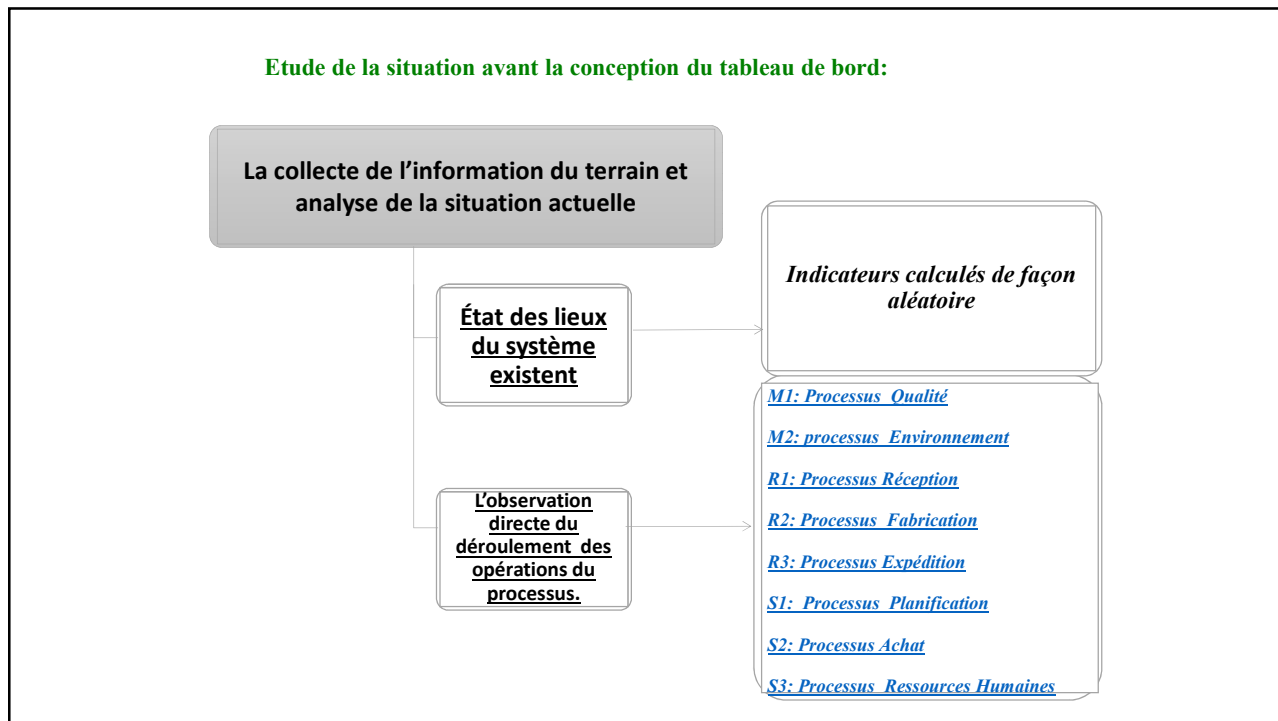 Etude de la situation avant la conception du tableau de bord:
La collecte de l’information du terrain et
analyse de la situation actuelle
État des lieux
du système
existent
Indicateurs calculés de façon
aléatoire
L’observation
directe du
déroulement des
opérations du
processus.
M1: Processus Qualité
M2: processus Environnement
R1: Processus Réception
R2: Processus Fabrication
R3: Processus Expédition
S1: Processus Planification
S2: Processus Achat
S3: Processus Ressources Humaines